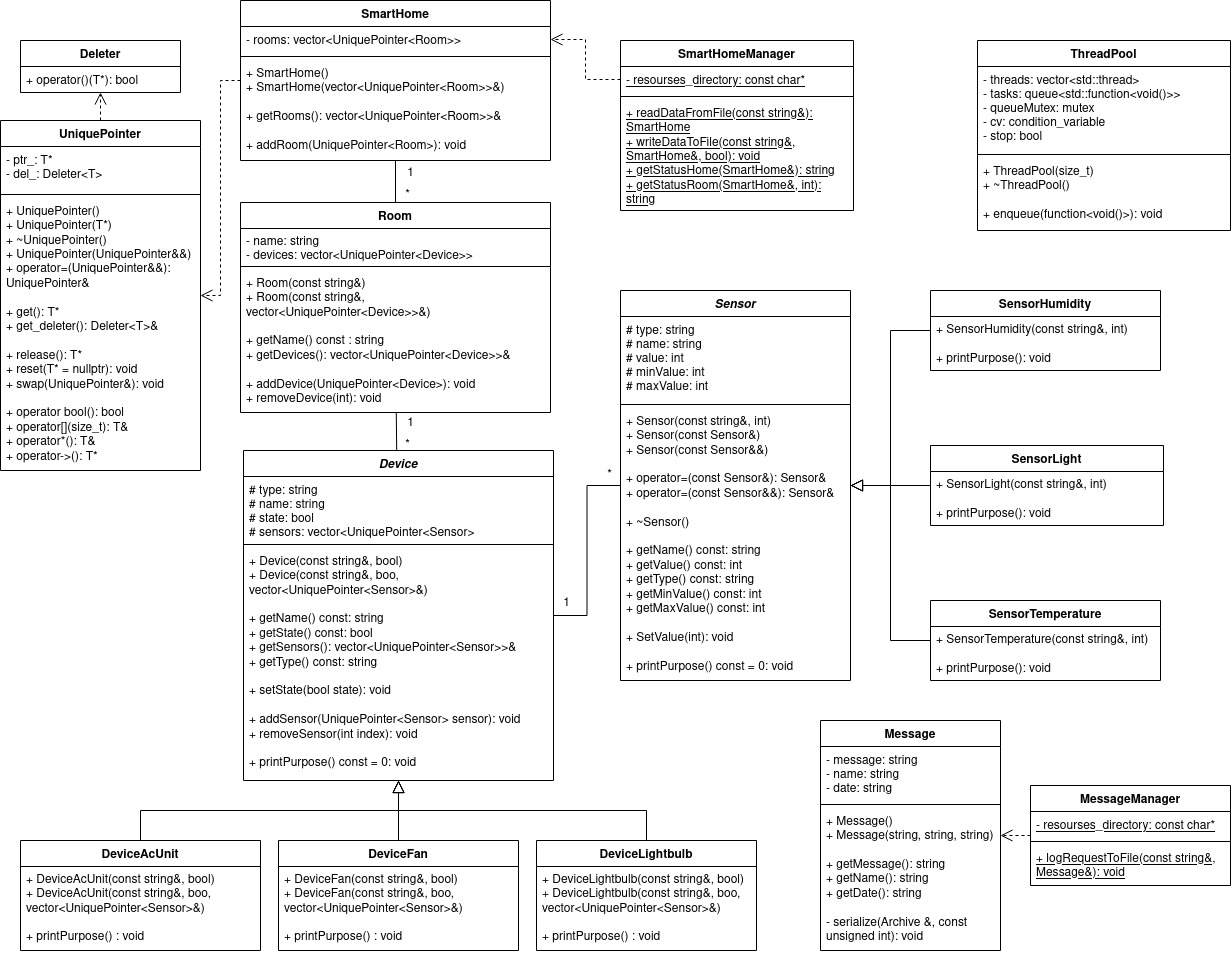 Deleter
+ operator()(T*): bool
UniquePointer
- ptr_: T*
- del_: Deleter<T>
+ UniquePointer()
+ UniquePointer(T*)
+ ~UniquePointer()
+ UniquePointer(UniquePointer&&)
+ operator=(UniquePointer&&):
UniquePointer&
+ get(): T*
+ get_deleter(): Deleter<T>&
+ release(): T*
+ reset(T* = nullptr): void
+ swap(UniquePointer&): void
+ operator bool(): bool
+ operator[](size_t): T&
+ operator*(): T&
+ operator->(): T*
SmartHome
- rooms: vector<UniquePointer<Room>>
+ SmartHome()
+ SmartHome(vector<UniquePointer<Room>>&)
+ getRooms(): vector<UniquePointer<Room>>&
+ addRoom(UniquePointer<Room>): void
1
*
Room
- name: string
- devices: vector<UniquePointer<Device>>
+ Room(const string&)
+ Room(const string&,
vector<UniquePointer<Device>>&)
+ getName() const : string
+ getDevices(): vector<UniquePointer<Device>>&
+ addDevice(UniquePointer<Device>): void
+ removeDevice(int): void
1
*
Device
# type: string
# name: string
# state: bool
# sensors: vector<UniquePointer<Sensor>
+ Device(const string&, bool)
+ Device(const string&, boo,
vector<UniquePointer<Sensor>&)
+ getName() const: string
+ getState() const: bool
+ getSensors(): vector<UniquePointer<Sensor>>&
+ getType() const: string
+ setState(bool state): void
+ addSensor(UniquePointer<Sensor> sensor): void
+ removeSensor(int index): void
+ printPurpose() const = 0: void
1
*
DeviceAcUnit
+ DeviceAcUnit(const string&, bool)
+ DeviceAcUnit(const string&, boo,
vector<UniquePointer<Sensor>&)
+ printPurpose() : void
DeviceFan
+ DeviceFan(const string&, bool)
+ DeviceFan(const string&, boo,
vector<UniquePointer<Sensor>&)
+ printPurpose() : void
DeviceLightbulb
+ DeviceLightbulb(const string&, bool)
+ DeviceLightbulb(const string&, boo,
vector<UniquePointer<Sensor>&)
+ printPurpose() : void
SmartHomeManager
- resourses_directory: const char*
+ readDataFromFile(const string&):
SmartHome
+ writeDataToFile(const string&,
SmartHome&, bool): void
+ getStatusHome(SmartHome&): string
+ getStatusRoom(SmartHome&, int):
string
ThreadPool
- threads: vector<std::thread>
- tasks: queue<std::function<void()>>
- queueMutex: mutex
- cv: condition_variable
- stop: bool
+ ThreadPool(size_t)
+ ~ThreadPool()
+ enqueue(function<void()>): void
Sensor
# type: string
# name: string
# value: int
# minValue: int
# maxValue: int
+ Sensor(const string&, int)
+ Sensor(const Sensor&)
+ Sensor(const Sensor&&)
+ operator=(const Sensor&): Sensor&
+ operator=(const Sensor&&): Sensor&
+ ~Sensor()
+ getName() const: string
+ getValue() const: int
+ getType() const: string
+ getMinValue() const: int
+ getMaxValue() const: int
+ SetValue(int): void
+ printPurpose() const = 0: void
SensorHumidity
+ SensorHumidity(const string&, int)
+ printPurpose(): void
SensorLight
+ SensorLight(const string&, int)
+ printPurpose(): void
SensorTemperature
+ SensorTemperature(const string&, int)
+ printPurpose(): void
Message
- message: string
- name: string
- date: string
+ Message()
+ Message(string, string, string)
+ getMessage(): string
+ getName(): string
+ getDate(): string
- serialize(Archive &, const
unsigned int): void
MessageManager
- resourses_directory: const char*
+ logRequestToFile(const string&,
Message&): void